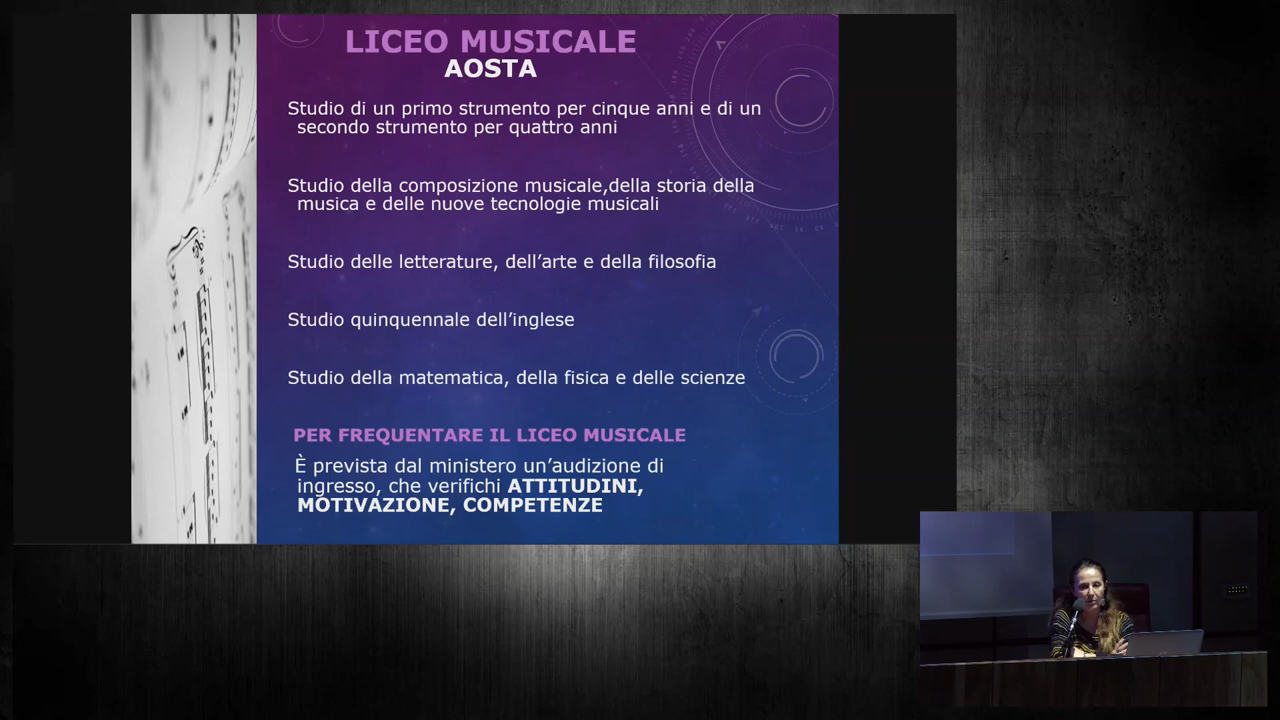 LICEO MUSICALE
AOSTA
Studio di un primo strumento per cinque anni e di un
secondo strumento per quattro anni
Studio della composizione musicale,della storia della
musica e delle nuove tecnologie musicali
Studio delle letterature, dell’arte e della filosofia
Studio quinquennale dell’inglese
Studio della matematica, della fisica e delle scienze
PER FREQUENTARE IL LICEO MUSICALE
È prevista dal ministero un’audizione di
ingresso, che verifichi ATTITUDINI,
MOTIVAZIONE, COMPETENZE